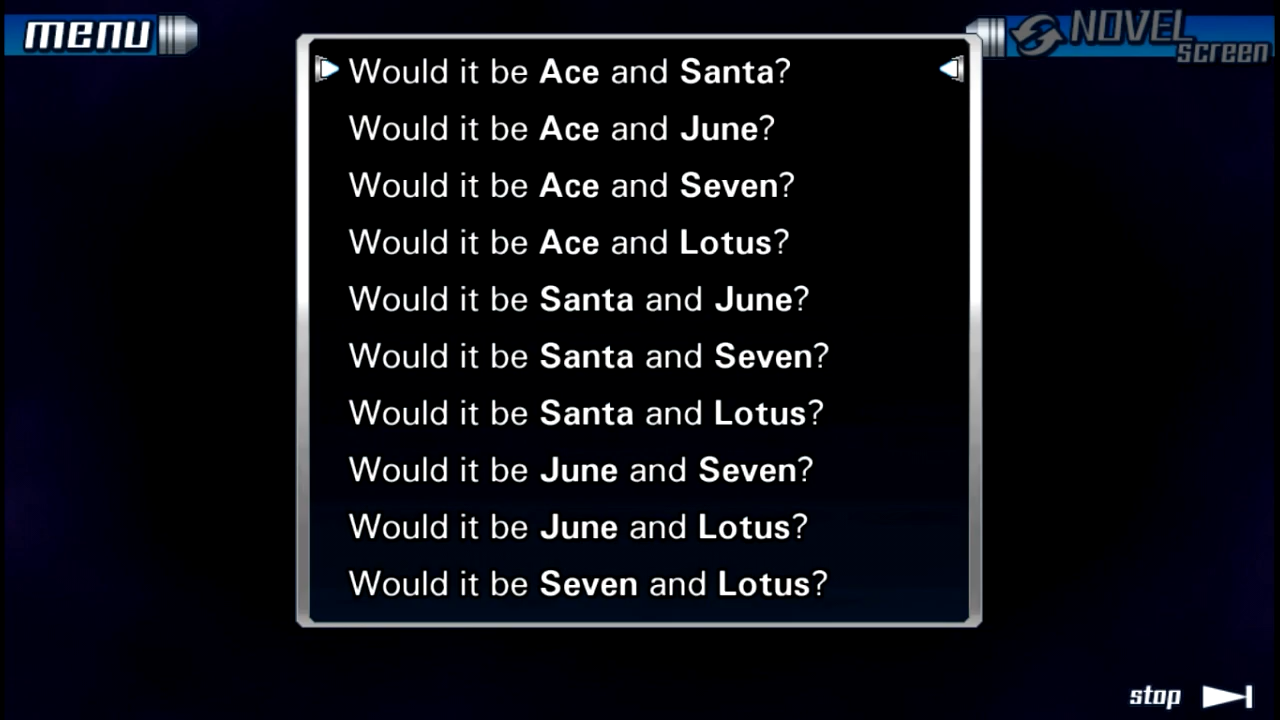 menu
NOVEL
screen
Would it be Ace and Santa?
Would it be Ace and June?
Would it be Ace and Seven?
Would it be Ace and Lotus?
Would it be Santa and June?
Would it be Santa and Seven?
Would it be Santa and Lotus?
Would it be June and Seven?
Would it be June and Lotus?
Would it be Seven and Lotus?
stop